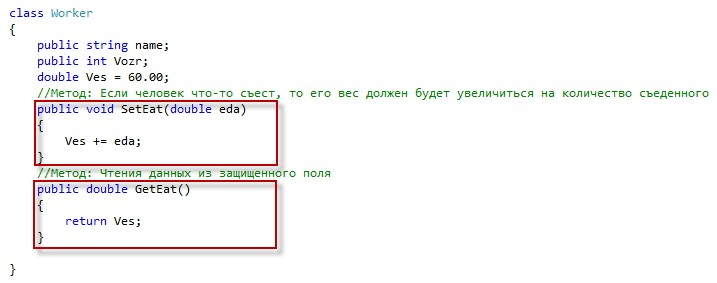 class Worker
{
public string name;
public int Vozr;
double Ves = 60.00;
//Метод: Если человек что-то съест, то его вес должен будет увеличиться на количество съеденного
public void SetEat(double eda)
{
Ves += eda;
}
//Метод: Чтения данных из защищенного поля
public double GetEat()
{
return Ves;
}
}